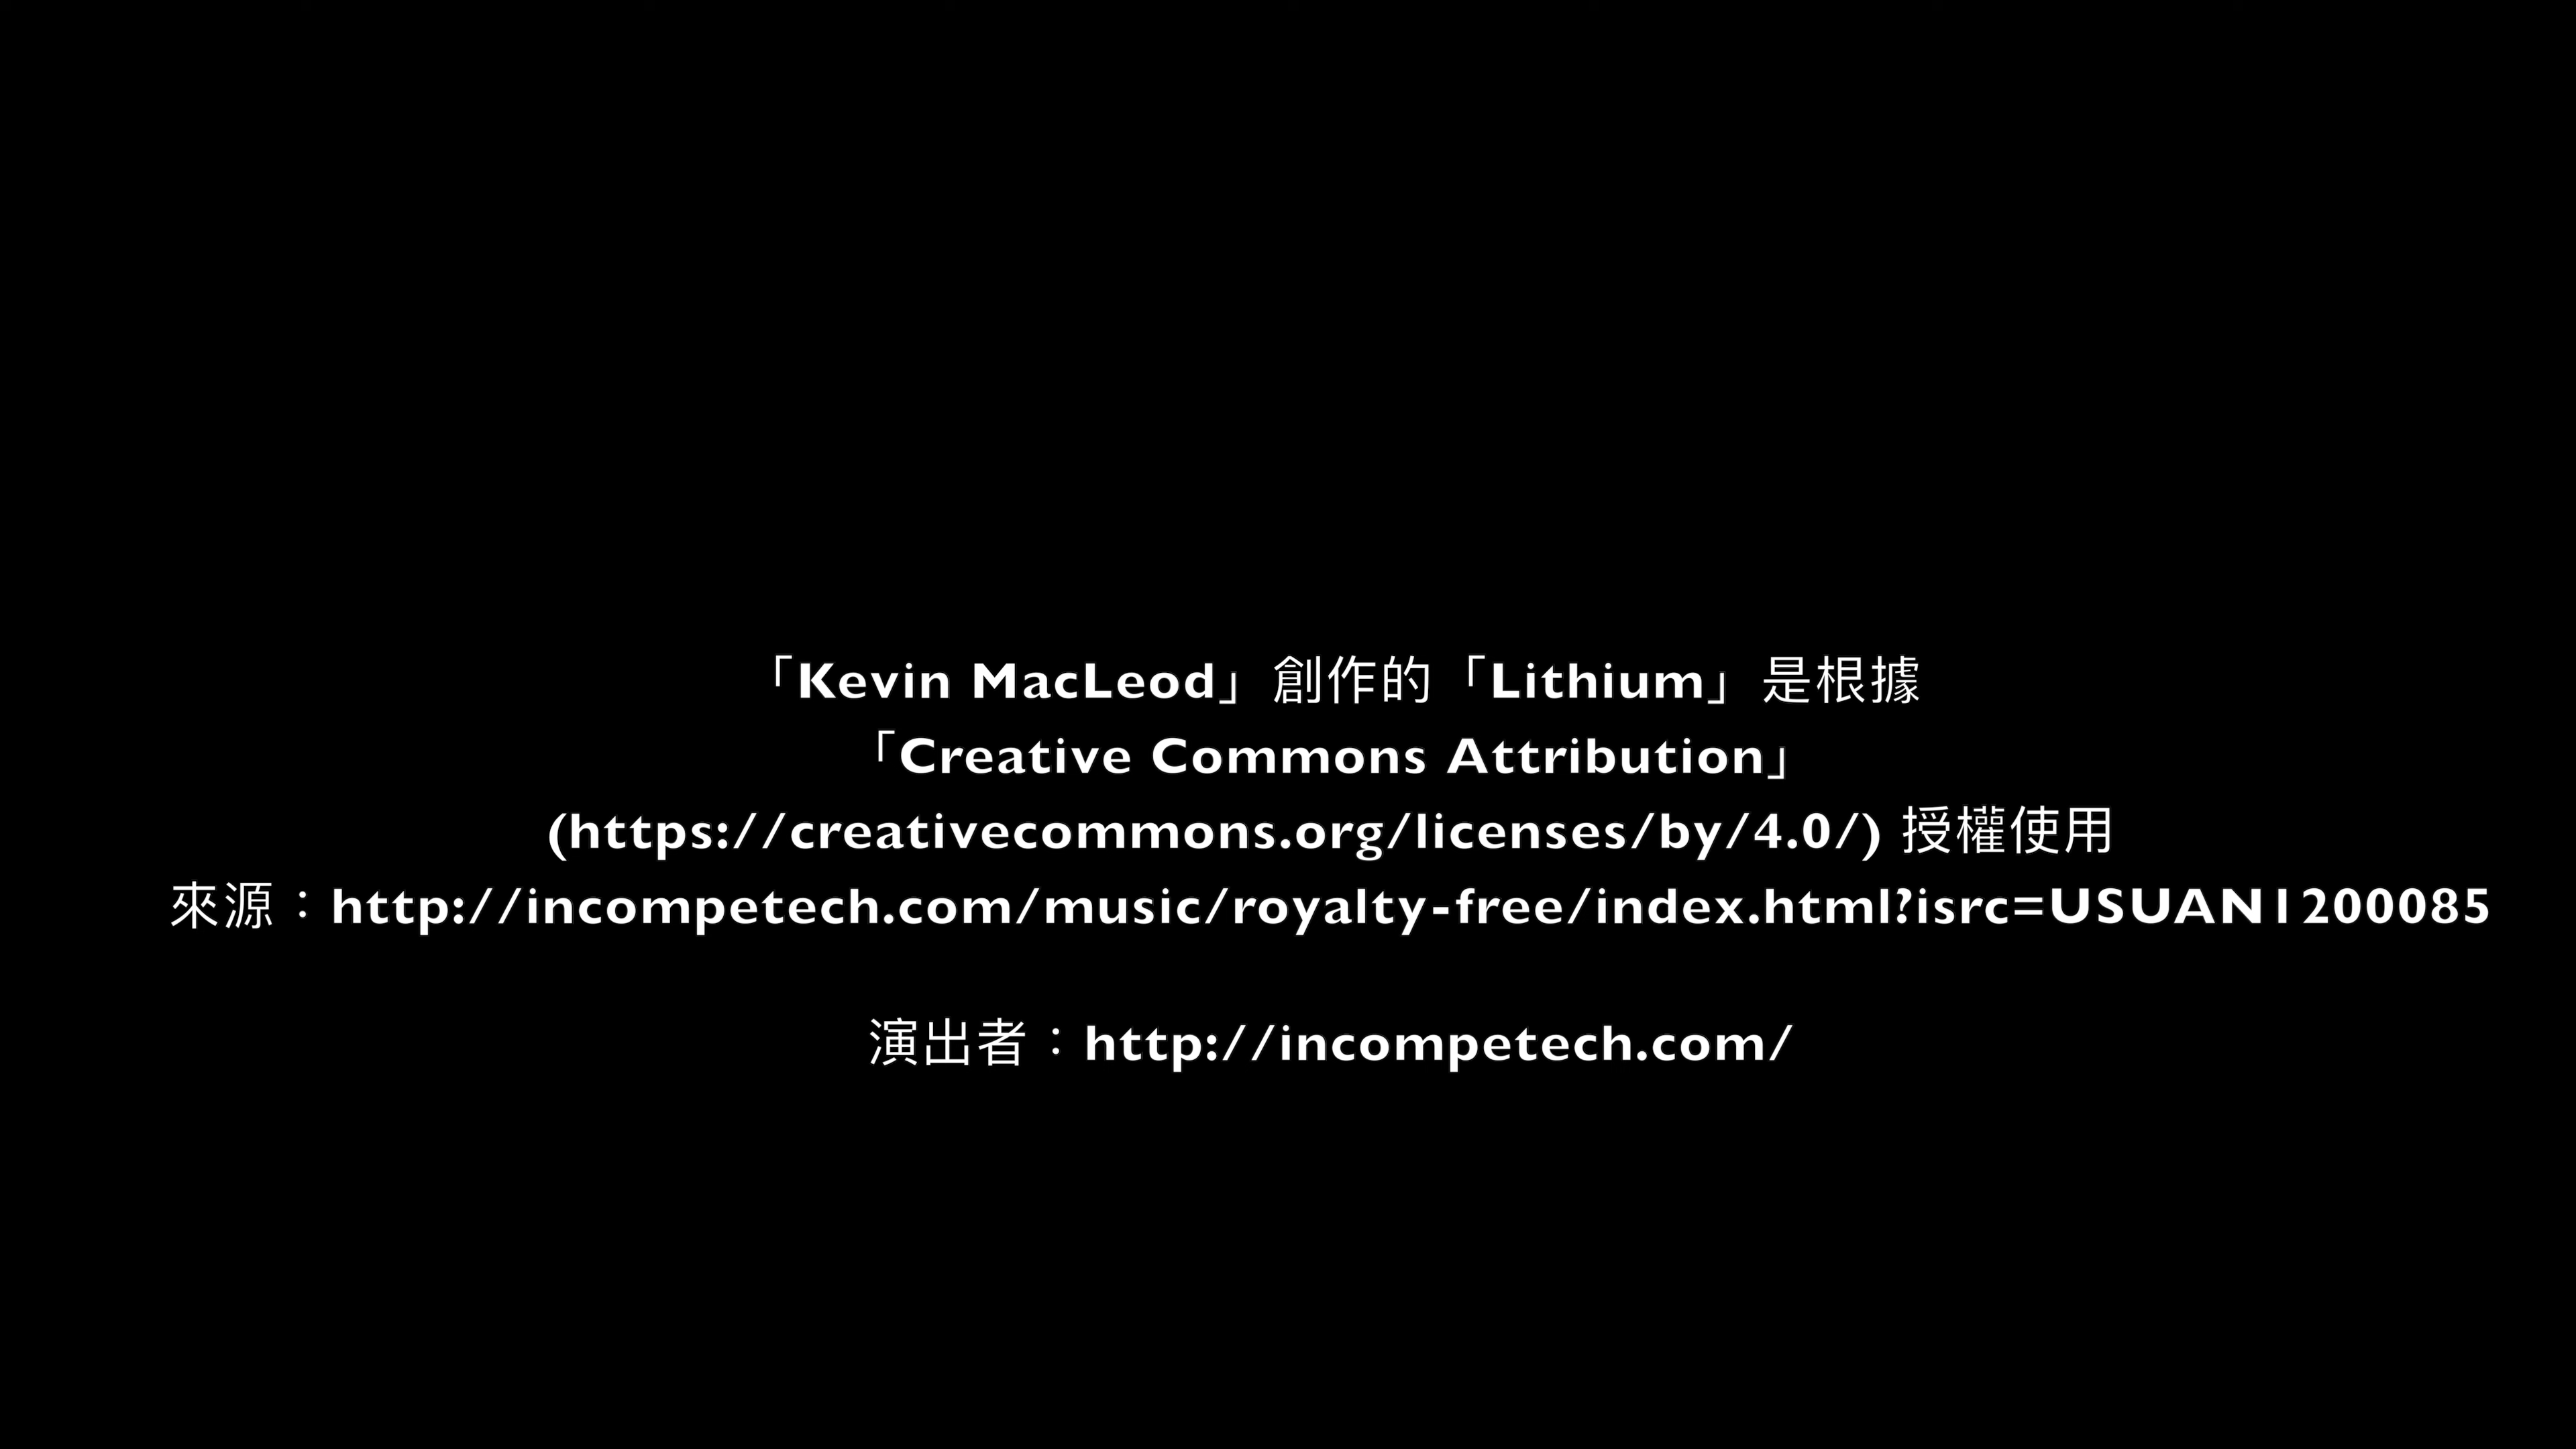 「Kevin MacLeod」創作的「Lithium」是根據
「Creative Commons Attribution」
(https://creativecommons.org/licenses/by/4.0/) 授權使用
來源：http://incompetech.com/music/royalty-free/index.html?isrc=USUAN1200085
演出者：http://incompetech.com/